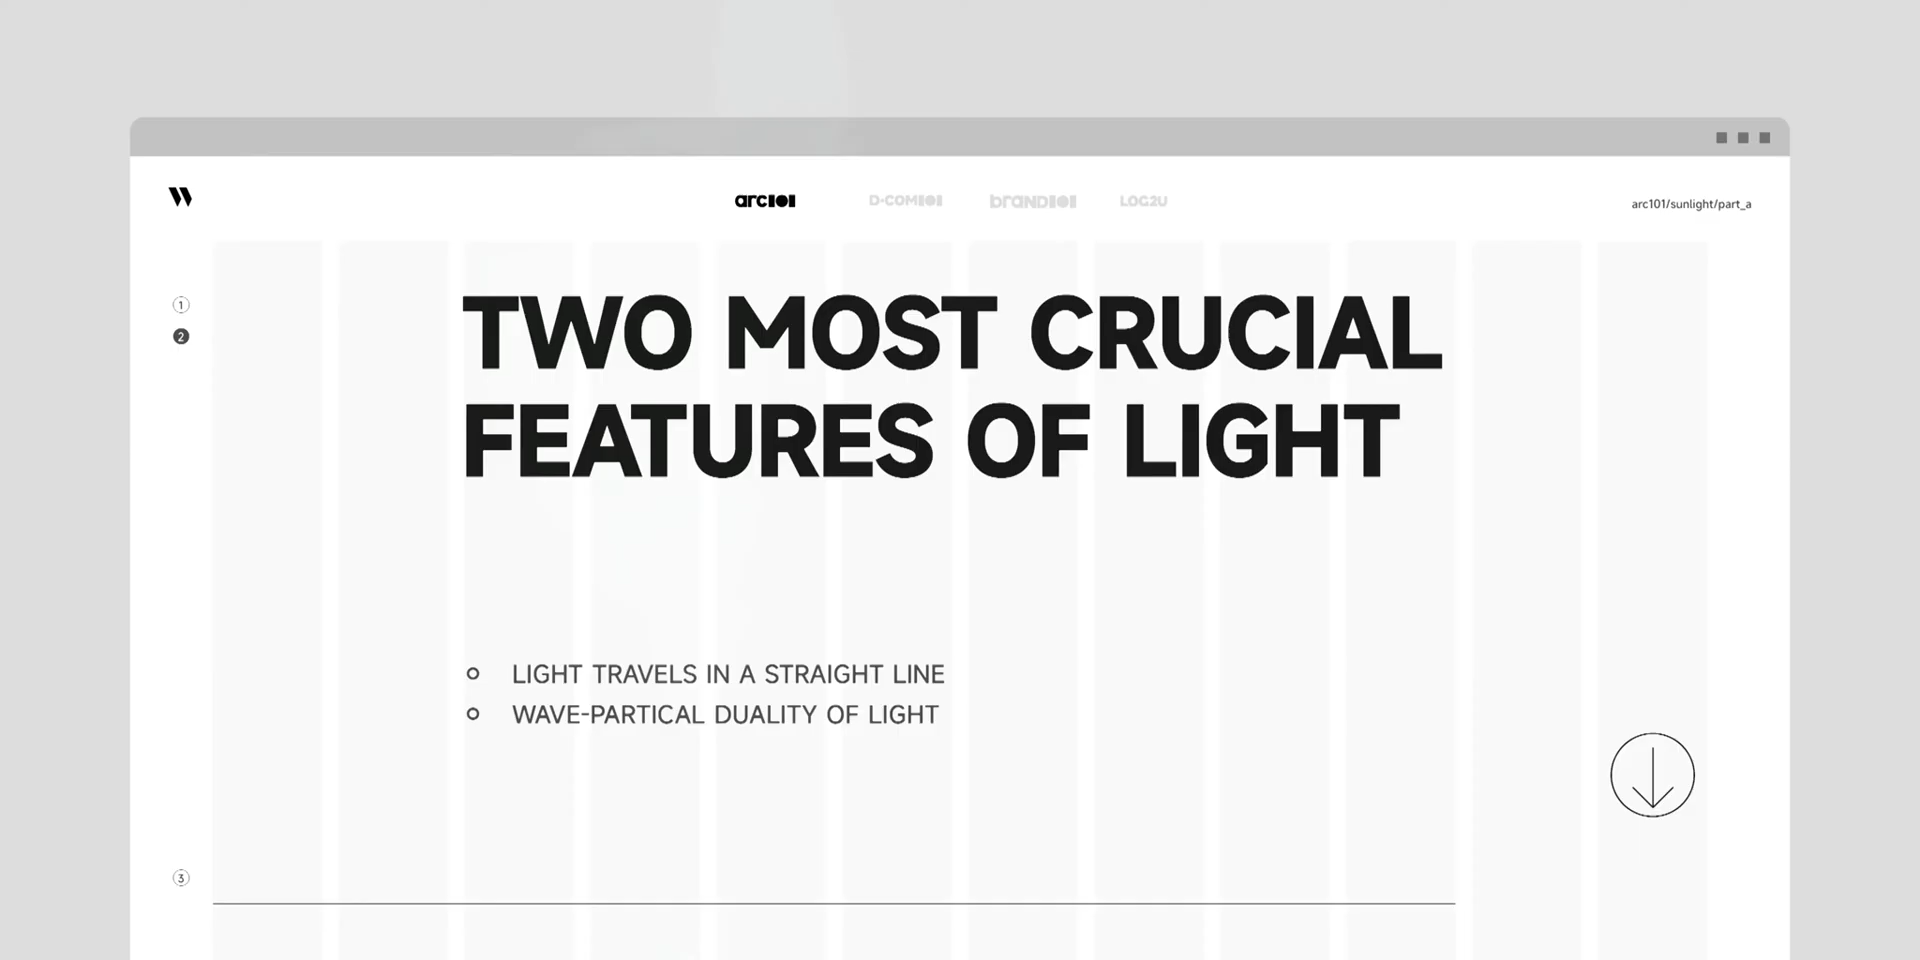 arc101
D-COM101
brAND101
LOG2U
arc101/sunlight/part_a
1
2
TWO MOST CRUCIAL
FEATURES OF LIGHT
LIGHT TRAVELS IN A STRAIGHT LINE
WAVE-PARTICAL DUALITY OF LIGHT
3